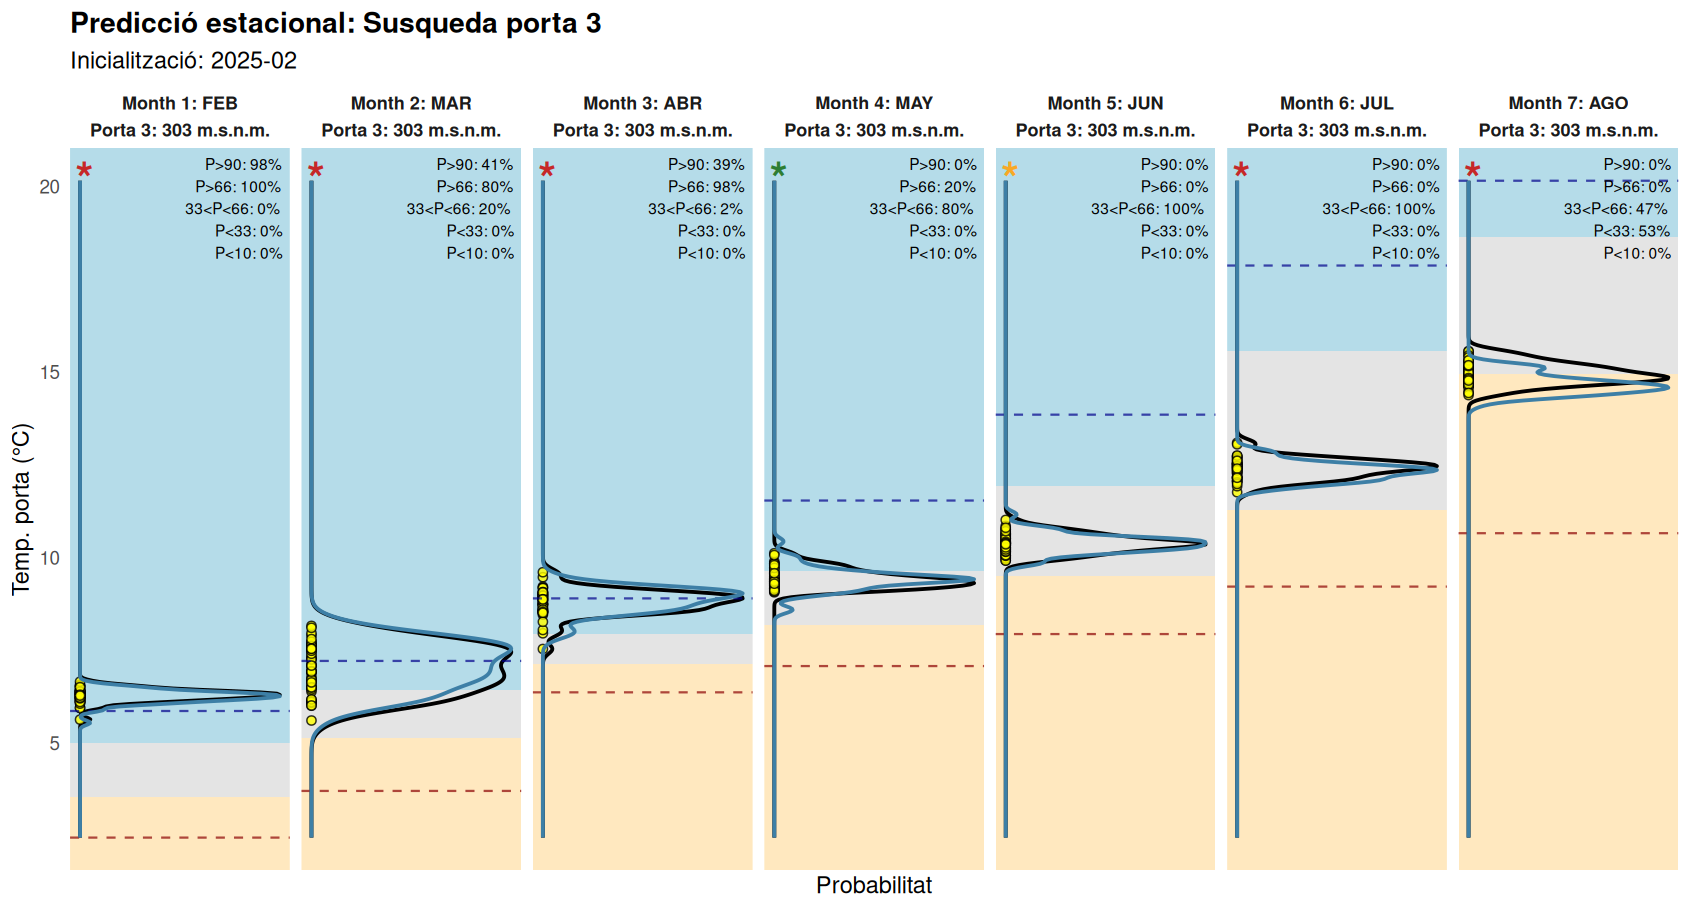 Predicció estacional: Susqueda porta 3
Inicialització: 2025-02
Month 1: FEB
Porta 3: 303 m.s.n.m.
Month 2: MAR
Porta 3: 303 m.s.n.m.
Month 3: ABR
Porta 3: 303 m.s.n.m.
Month 4: MAY
Porta 3: 303 m.s.n.m.
Month 5: JUN
Porta 3: 303 m.s.n.m.
Month 6: JUL
Porta 3: 303 m.s.n.m.
Month 7: AGO
Porta 3: 303 m.s.n.m.
*
P>90: 98%
P>66: 100%
33<P<66: 0%
P<33: 0%
P<10: 0%
*
P>90: 41%
P>66: 80%
33<P<66: 20%
P<33: 0%
P<10: 0%
*
P>90: 39%
P>66: 98%
33<P<66: 2%
P<33: 0%
P<10: 0%
*
P>90: 0%
P>66: 20%
33<P<66: 80%
P<33: 0%
P<10: 0%
*
P>90: 0%
P>66: 0%
33<P<66: 100%
P<33: 0%
P<10: 0%
*
P>90: 0%
P>66: 0%
33<P<66: 100%
P<33: 0%
P<10: 0%
*
P>90: 0%
P>66: 0%
33<P<66: 47%
P<33: 53%
P<10: 0%
20
15
10
5
Temp. porta (°C)
Probabilitat